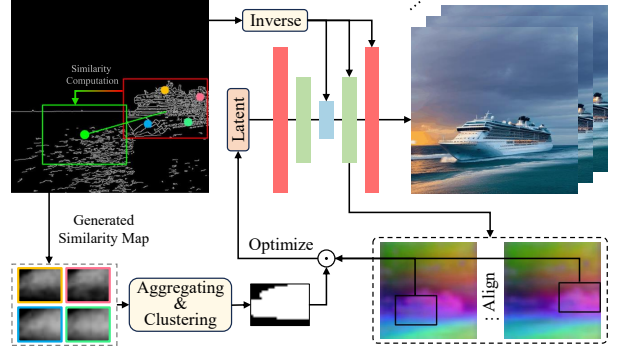 Inverse
Similarity
Computation
Latent
Generated
Similarity Map
Optimize
Aggregating
&
Clustering
: Align